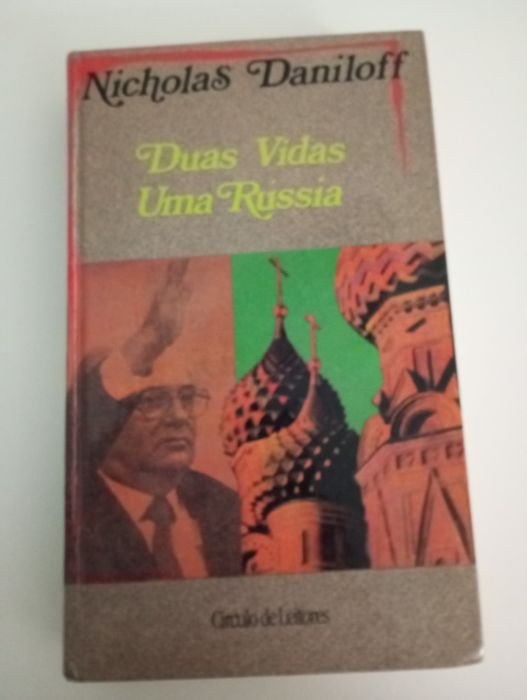 Nicholas Daniloff
Duas Vidas
Uma Rússia
Círculo de Leitores